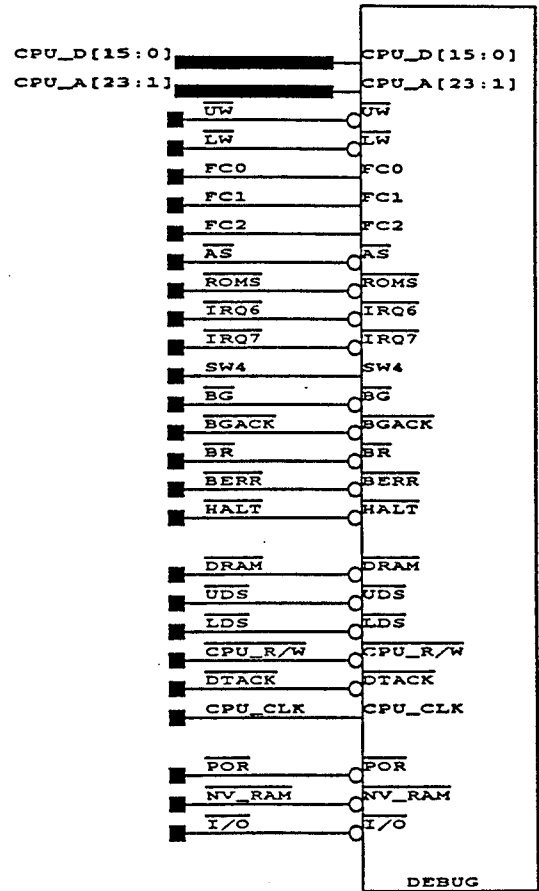 CPU_D[15:0] CPU_D[15:0]
CPU_A[23:1] CPU_A[23:1]
UW UW
LW LW
FC0 FC0
FC1 FC1
FC2 FC2
AS AS
ROMS ROMS
IRQ6 IRQ6
IRQ7 IRQ7
SW4 SW4
BG BG
BGACK BGACK
BR BR
BERR BERR
HALT HALT
DRAM DRAM
UDS UDS
LDS LDS
CPU_R/W CPU_R/W
DTACK DTACK
CPU_CLK CPU_CLK
POR POR
NV_RAM NV_RAM
I/O I/O
DEBUG